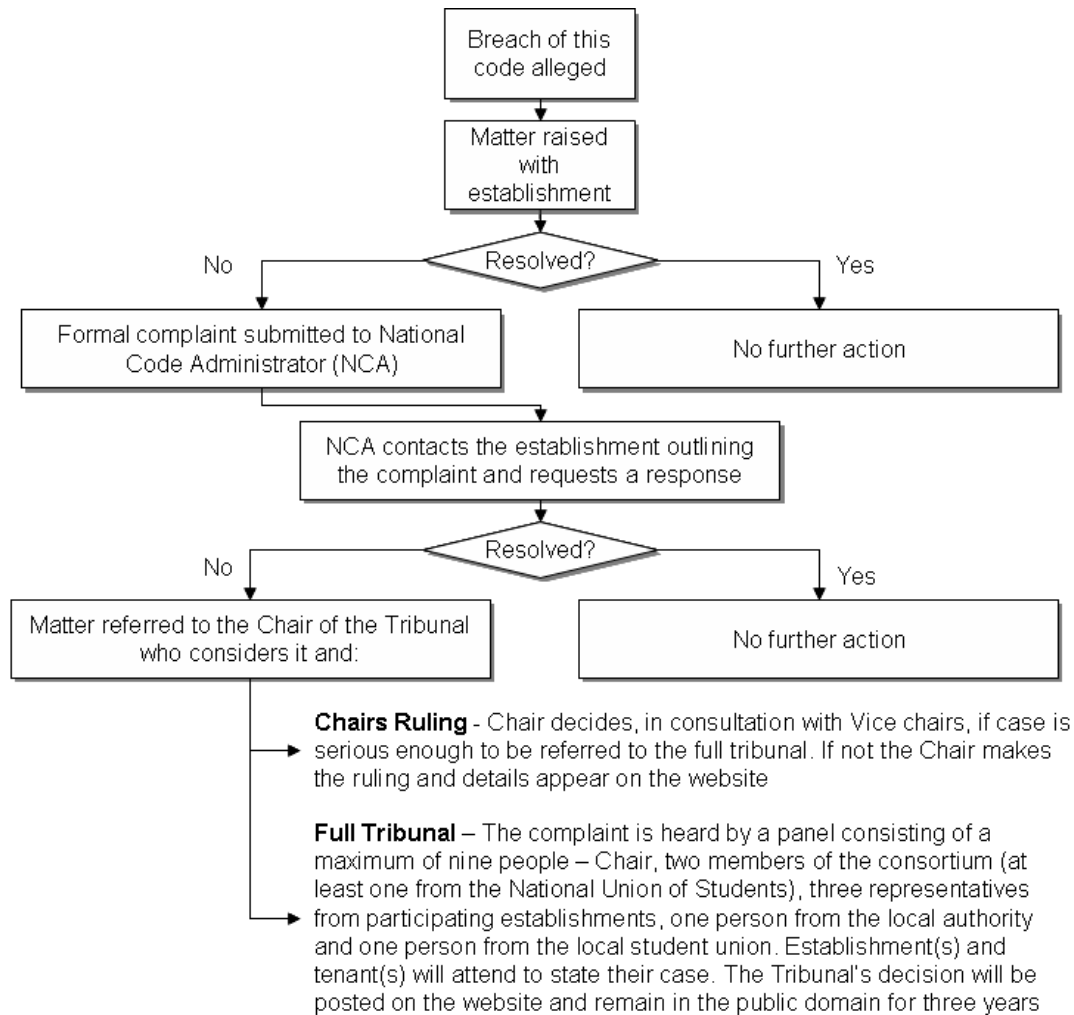 Breach of this
code alleged
Matter raised
with
establishment
Resolved?
No
Yes
Formal complaint submitted to National
Code Administrator (NCA)
No further action
NCA contacts the establishment outlining
the complaint and requests a response
Resolved?
No
Yes
Matter referred to the Chair of the Tribunal
who considers it and:
No further action
Chairs Ruling - Chair decides, in consultation with Vice chairs, if case is
serious enough to be referred to the full tribunal. If not the Chair makes
the ruling and details appear on the website
Full Tribunal – The complaint is heard by a panel consisting of a
maximum of nine people – Chair, two members of the consortium (at
least one from the National Union of Students), three representatives
from participating establishments, one person from the local authority
and one person from the local student union. Establishment(s) and
tenant(s) will attend to state their case. The Tribunal's decision will be
posted on the website and remain in the public domain for three years